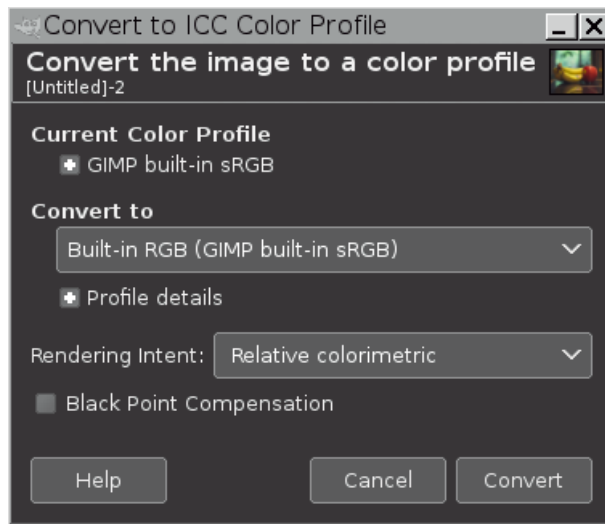 Convert to ICC Color Profile
Convert the image to a color profile
[Untitled]-2
Current Color Profile
GIMP built-in sRGB
Convert to
Built-in RGB (GIMP built-in sRGB)
Profile details
Rendering Intent: Relative colorimetric
Black Point Compensation
Help Cancel Convert